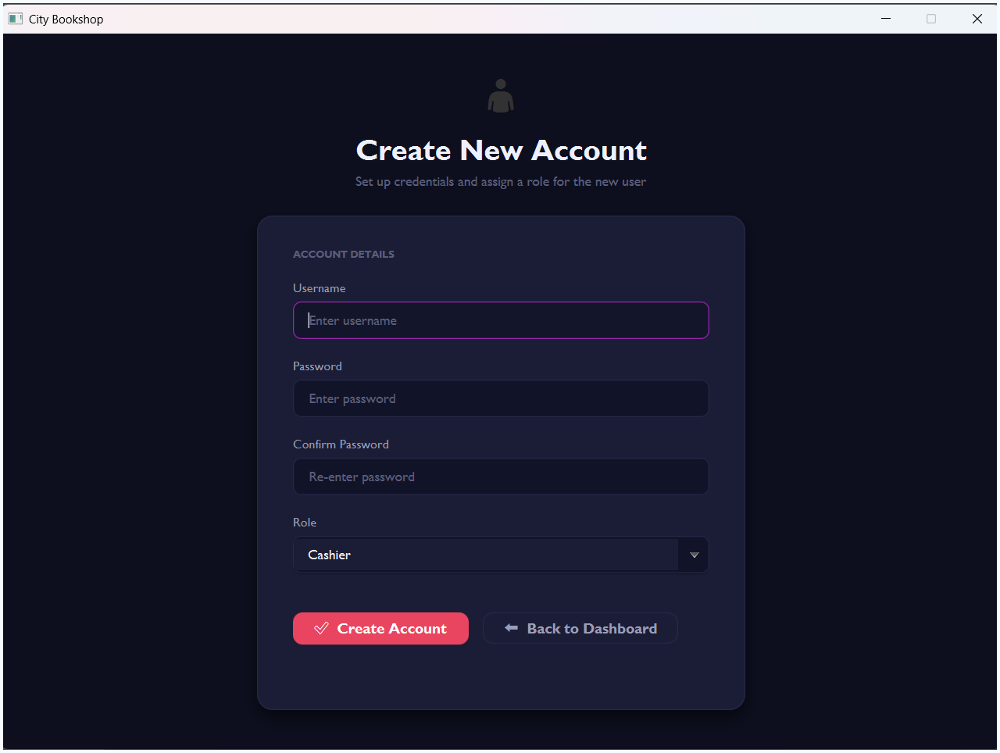 City Bookshop
Create New Account
Set up credentials and assign a role for the new user
ACCOUNT DETAILS
Username
Enter username
Password
Enter password
Confirm Password
Re-enter password
Role
Cashier
Create Account
Back to Dashboard